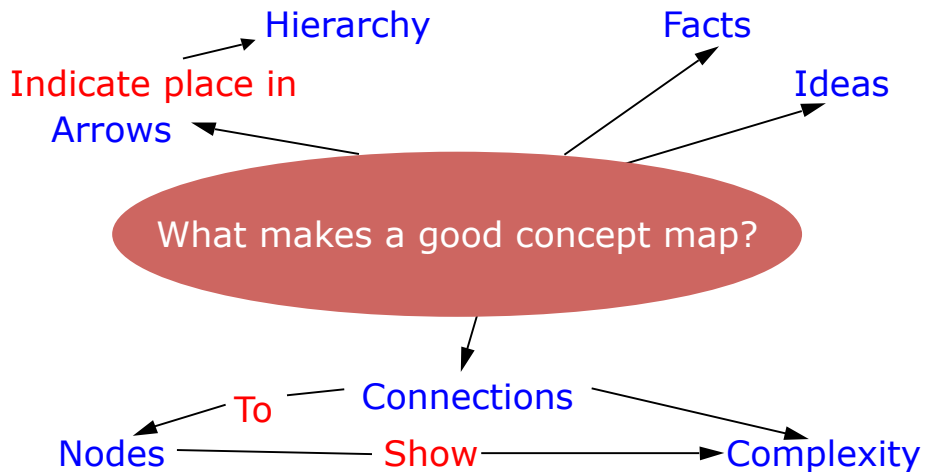 Hierarchy
Facts
Indicate place in
Ideas
Arrows
What makes a good concept map?
Connections
To
Nodes
Show
Complexity